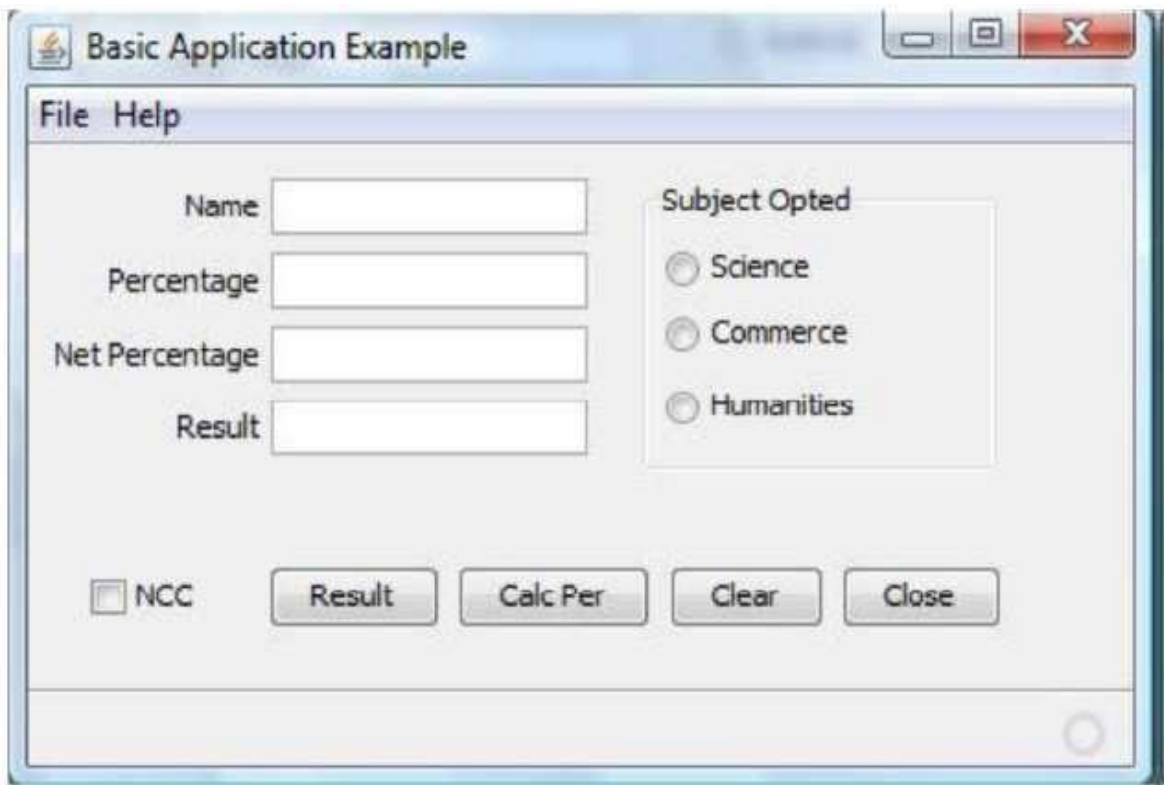 Basic Application Example
File Help
Name
Percentage
Net Percentage
Result
Subject Opted
Science
Commerce
Humanities
NCC
Result
Calc Per
Clear
Close